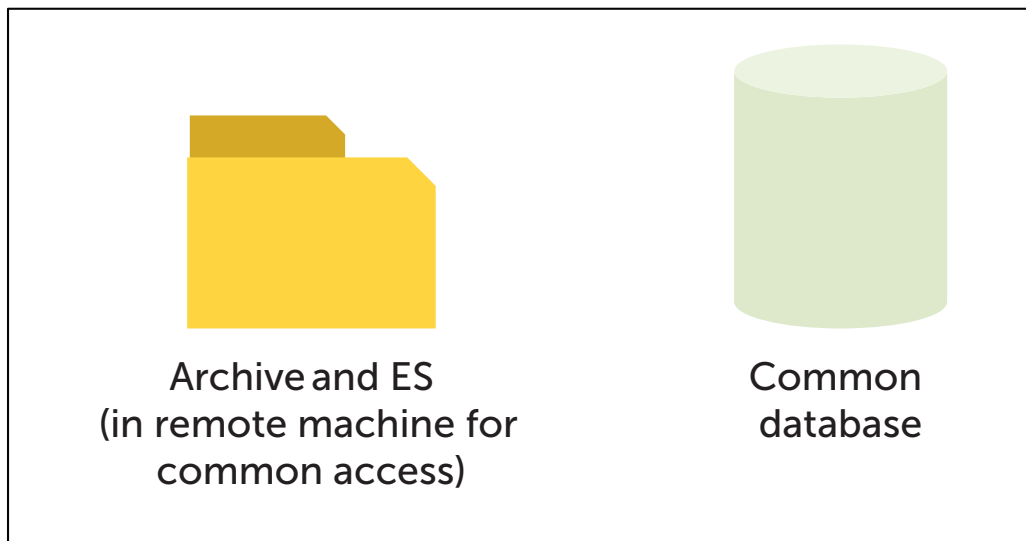 Archive and ES
(in remote machine for
common access)
Common
database